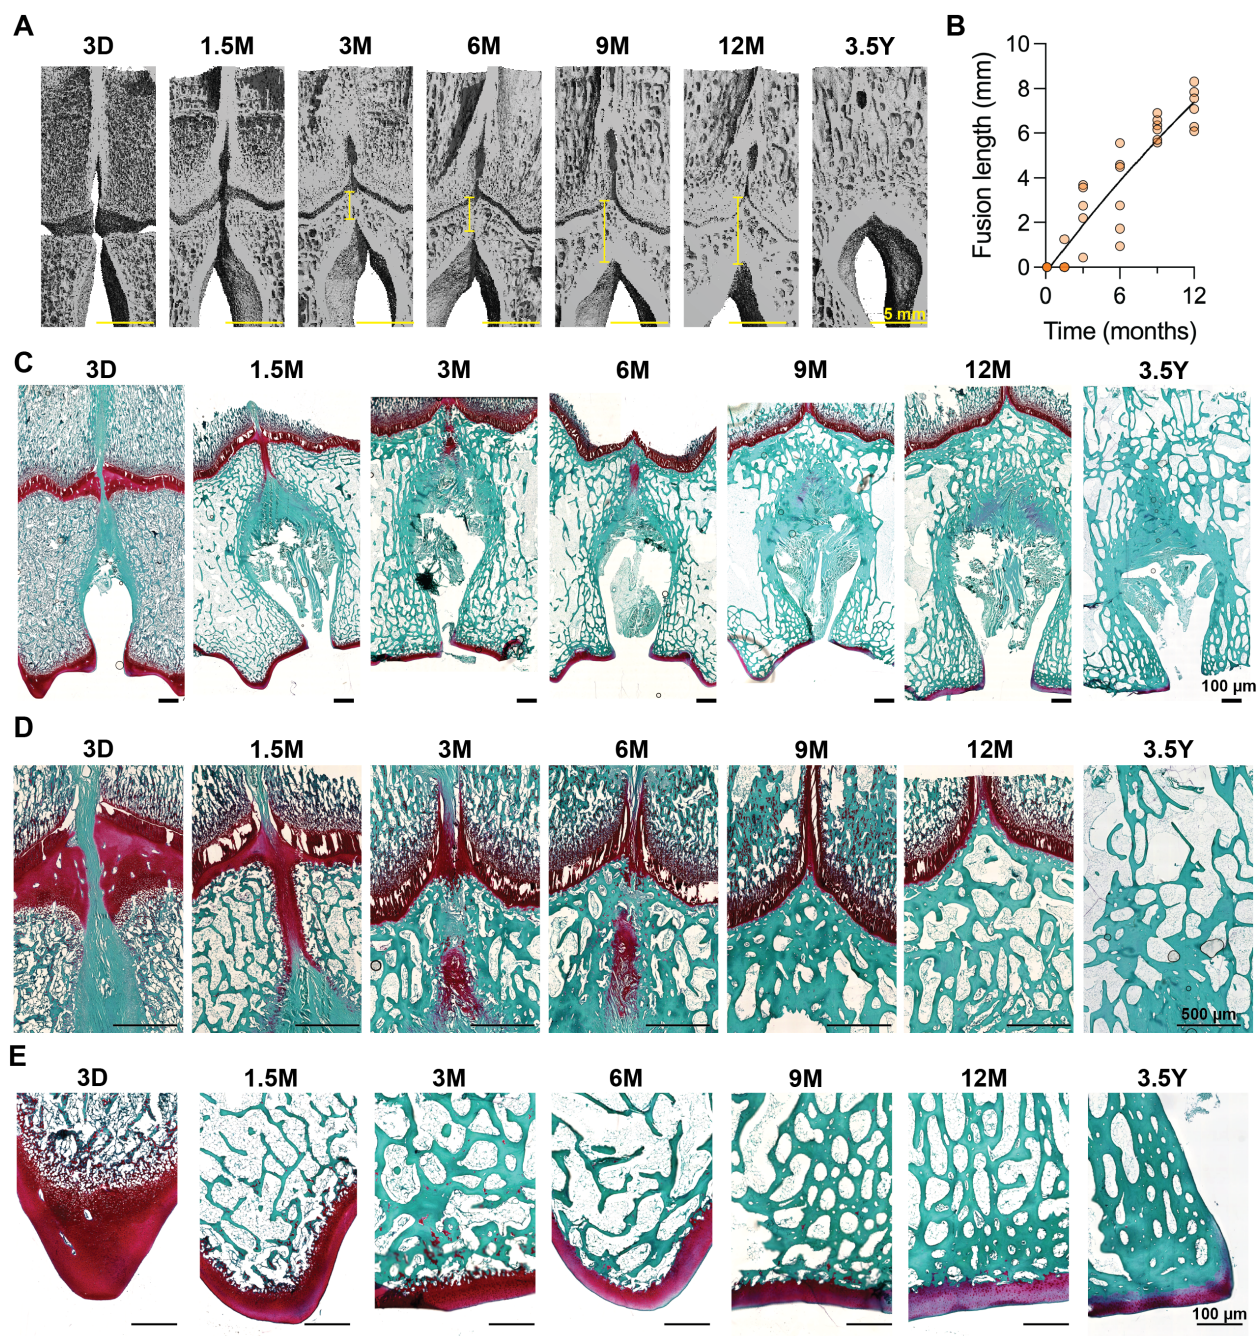 A
3D 1.5M 3M 6M 9M 12M 3.5Y
5 mm
B
10
8
6
4
2
0
Fusion length (mm)
0 6 12
Time (months)
C
3D 1.5M 3M 6M 9M 12M 3.5Y
100 µm
D
3D 1.5M 3M 6M 9M 12M 3.5Y
500 µm
E
3D 1.5M 3M 6M 9M 12M 3.5Y
100 µm